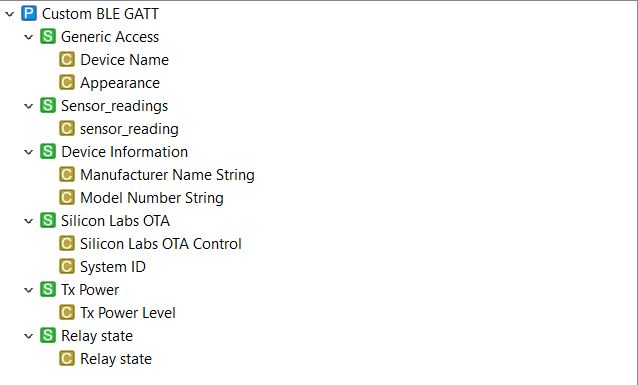 P Custom BLE GATT
S Generic Access
C Device Name
C Appearance
S Sensor_readings
C sensor_reading
S Device Information
C Manufacturer Name String
C Model Number String
S Silicon Labs OTA
C Silicon Labs OTA Control
C System ID
S Tx Power
C Tx Power Level
S Relay state
C Relay state